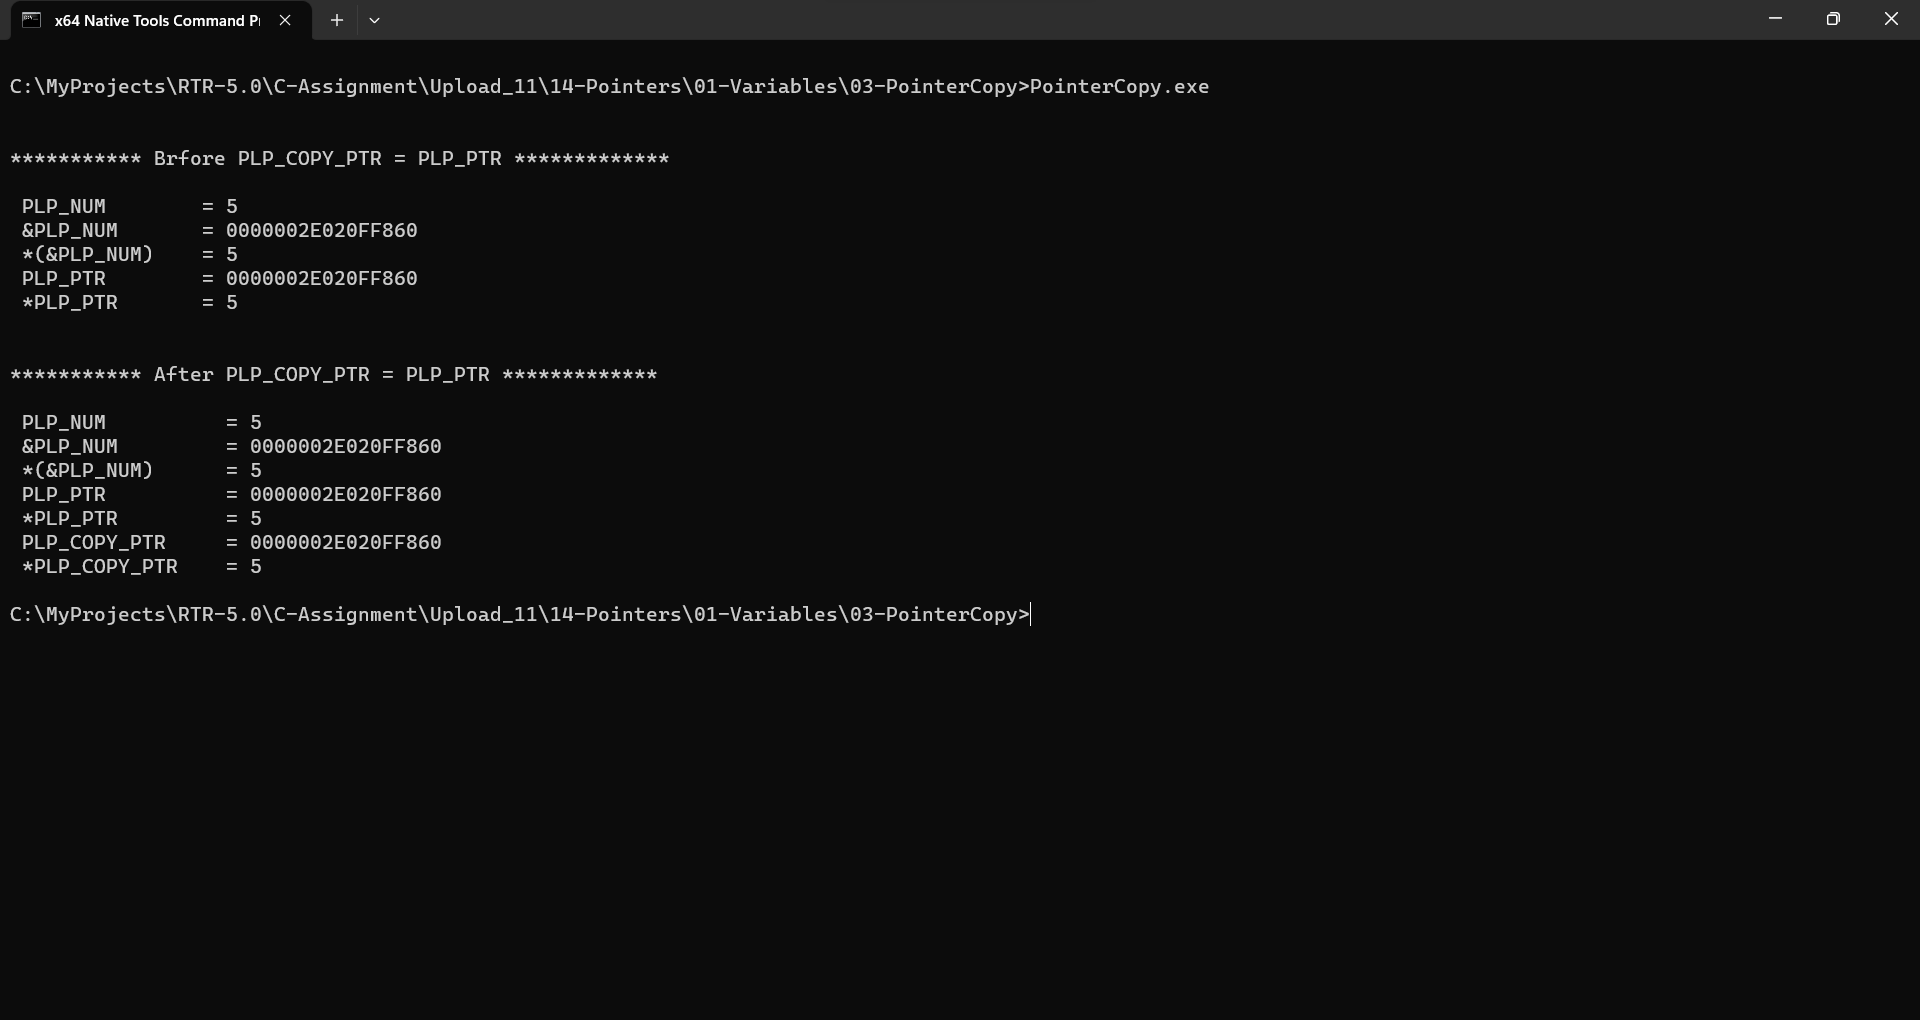 x64 Native Tools Command P
C:\MyProjects\RTR-5.0\C-Assignment\Upload_11\14-Pointers\01-Variables\03-PointerCopy>PointerCopy.exe
*********** Brfore PLP_COPY_PTR = PLP_PTR *************
PLP_NUM = 5
&PLP_NUM = 0000002E020FF860
*(&PLP_NUM) = 5
PLP_PTR = 0000002E020FF860
*PLP_PTR = 5
*********** After PLP_COPY_PTR = PLP_PTR *************
PLP_NUM = 5
&PLP_NUM = 0000002E020FF860
*(&PLP_NUM) = 5
PLP_PTR = 0000002E020FF860
*PLP_PTR = 5
PLP_COPY_PTR = 0000002E020FF860
*PLP_COPY_PTR = 5
C:\MyProjects\RTR-5.0\C-Assignment\Upload_11\14-Pointers\01-Variables\03-PointerCopy>